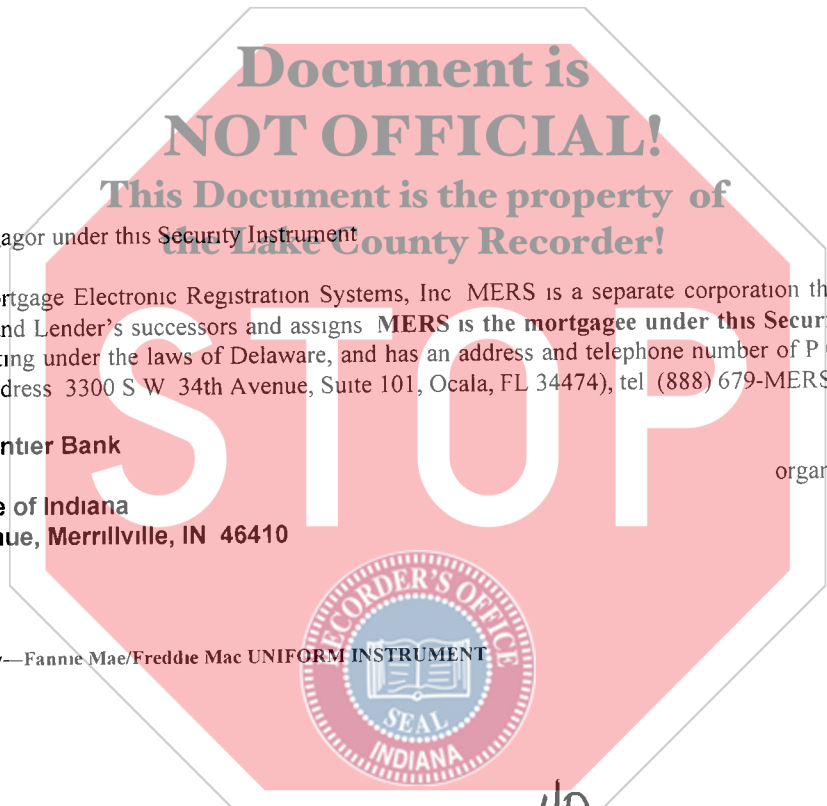 Document is
NOT OFFICIAL!
This Document is the property of
the Lake County Recorder!
agor under this Security Instrument
rtgage Electronic Registration Systems, Inc MERS is a separate corporation th
nd Lender's successors and assigns MERS is the mortgagee under this Securi
ting under the laws of Delaware, and has an address and telephone number of P
dress 3300 S W 34th Avenue, Suite 101, Ocala, FL 34474), tel (888) 679-MERS
STOP
ntier Bank
organ
e of Indiana
nue, Merrillville, IN 46410
RECORDER'S OFFICE
y—Fannie Mae/Freddie Mac UNIFORM INSTRUMENT
SEAL
INDIANA